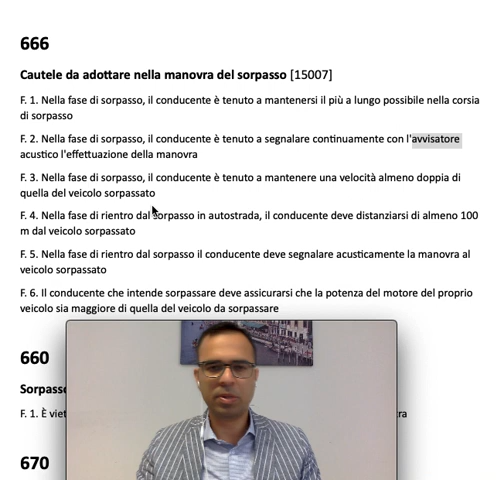 666
Cautele da adottare nella manovra del sorpasso [15007]
F. 1. Nella fase di sorpasso, il conducente è tenuto a mantenersi il più a lungo possibile nella corsia
di sorpasso
F. 2. Nella fase di sorpasso, il conducente è tenuto a segnalare continuamente con l'avvisatore
acustico l'effettuazione della manovra
F. 3. Nella fase di sorpasso, il conducente è tenuto a mantenere una velocità almeno doppia di
quella del veicolo sorpassato
F. 4. Nella fase di rientro dal sorpasso in autostrada, il conducente deve distanziarsi di almeno 100
m dal veicolo sorpassato
F. 5. Nella fase di rientro dal sorpasso il conducente deve segnalare acusticamente la manovra al
veicolo sorpassato
F. 6. Il conducente che intende sorpassare deve assicurarsi che la potenza del motore del proprio
veicolo sia maggiore di quella del veicolo da sorpassare
660
Sorpass
F. 1. È
670